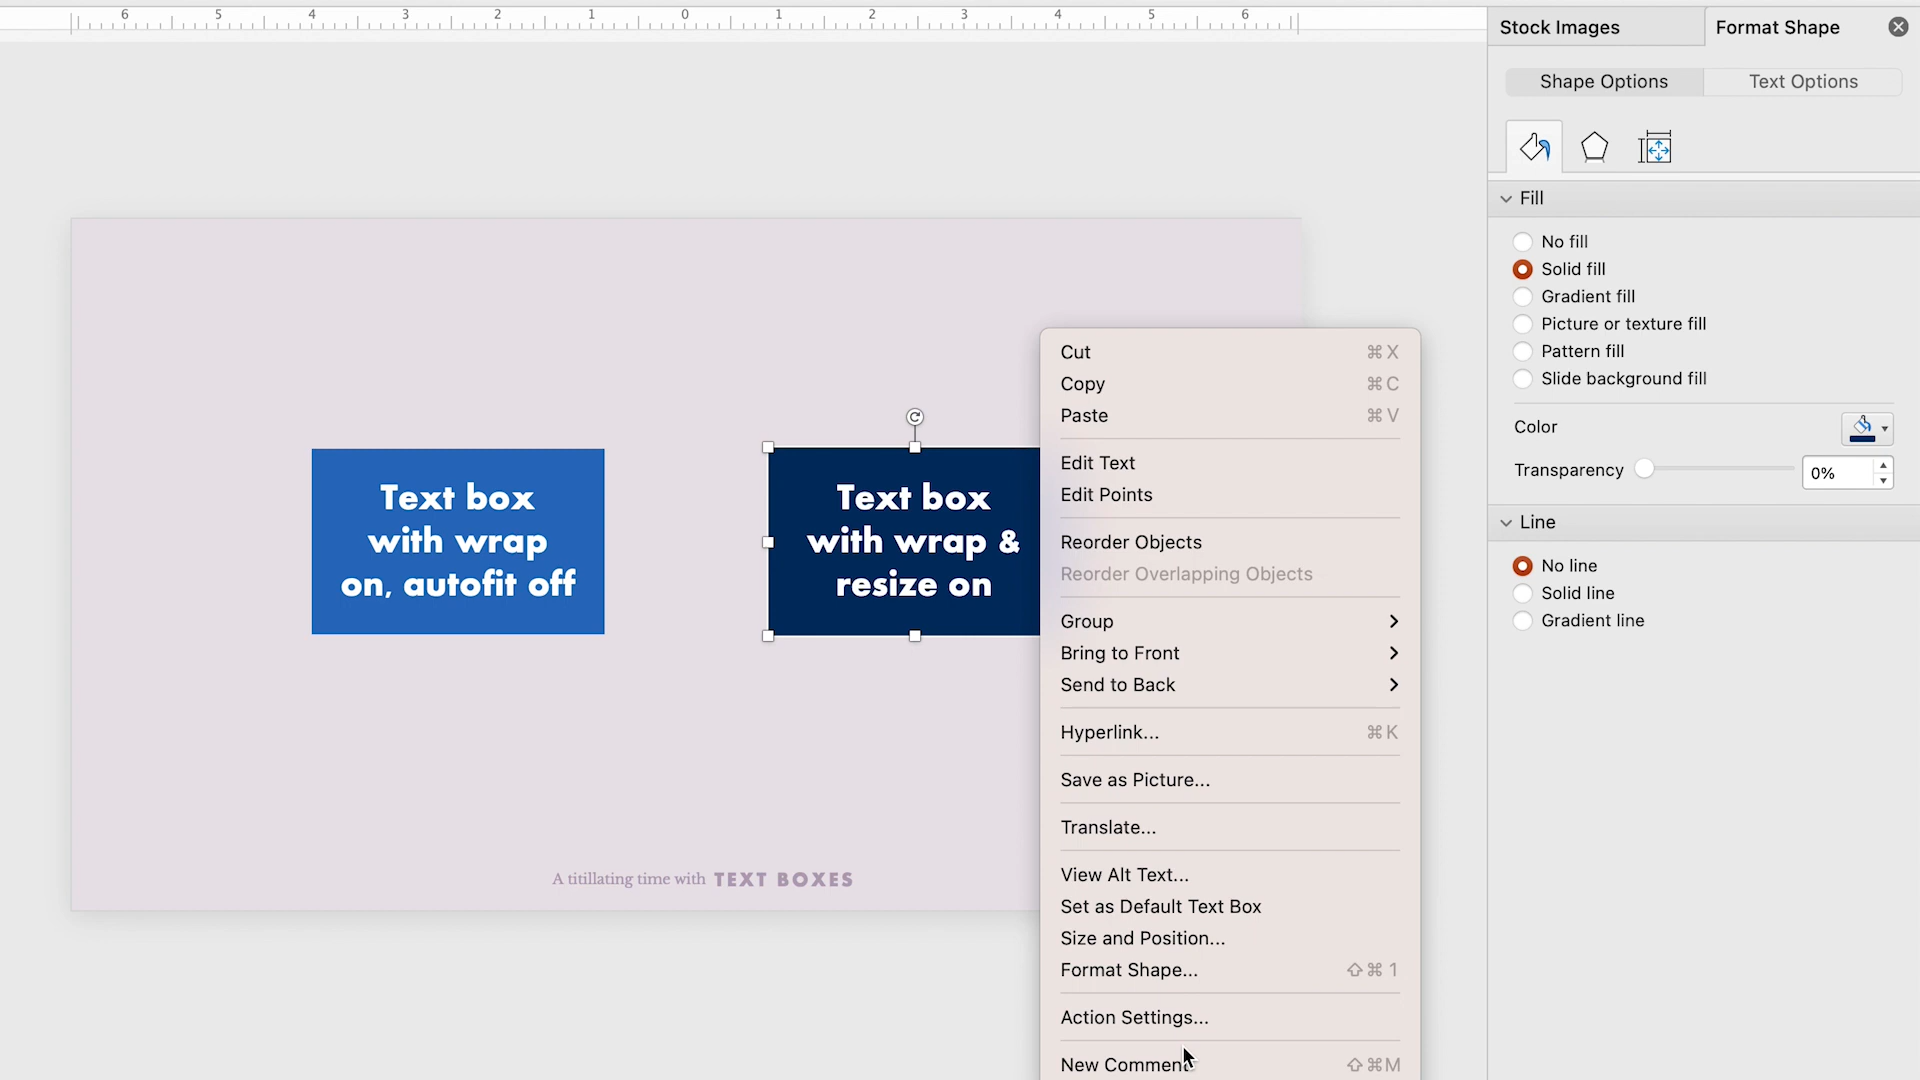 6 5 4 3 2 1 0 1 2 3 4 5 6
Stock Images
Format Shape
Shape Options
Text Options
Fill
No fill
Solid fill
Gradient fill
Picture or texture fill
Pattern fill
Slide background fill
Color
Transparency
0%
Line
No line
Solid line
Gradient line
Text box
with wrap
on, autofit off
Text box
with wrap &
resize on
A titillating time with TEXT BOXES
Cut ⌘X
Copy ⌘C
Paste ⌘V
Edit Text
Edit Points
Reorder Objects
Reorder Overlapping Objects
Group
Bring to Front
Send to Back
Hyperlink... ⌘K
Save as Picture...
Translate...
View Alt Text...
Set as Default Text Box
Size and Position...
Format Shape... ⇧⌘1
Action Settings...
New Comment ⇧⌘M